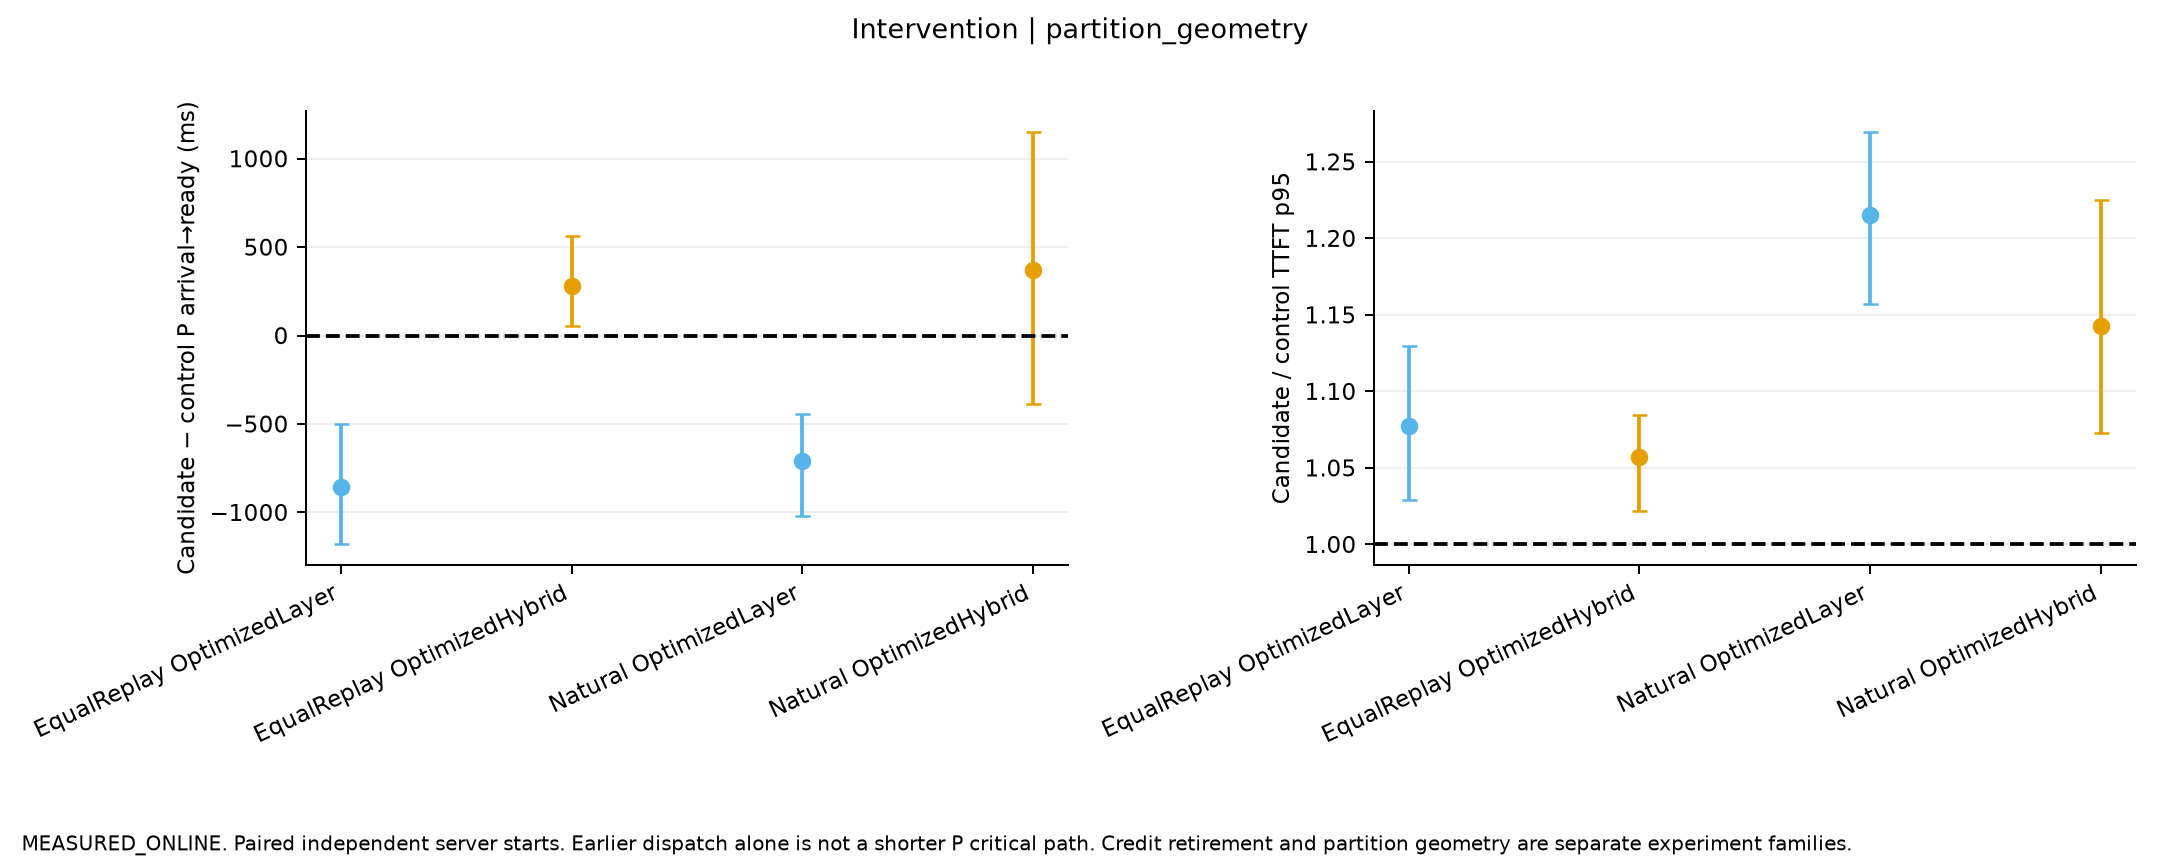 Intervention | partition_geometry
Candidate − control P arrival→ready (ms)
1000
500
0
−500
−1000
EqualReplay OptimizedLayer
EqualReplay OptimizedHybrid
Natural OptimizedLayer
Natural OptimizedHybrid
Candidate / control TTFT p95
1.25
1.20
1.15
1.10
1.05
1.00
EqualReplay OptimizedLayer
EqualReplay OptimizedHybrid
Natural OptimizedLayer
Natural OptimizedHybrid
MEASURED_ONLINE. Paired independent server starts. Earlier dispatch alone is not a shorter P critical path. Credit retirement and partition geometry are separate experiment families.